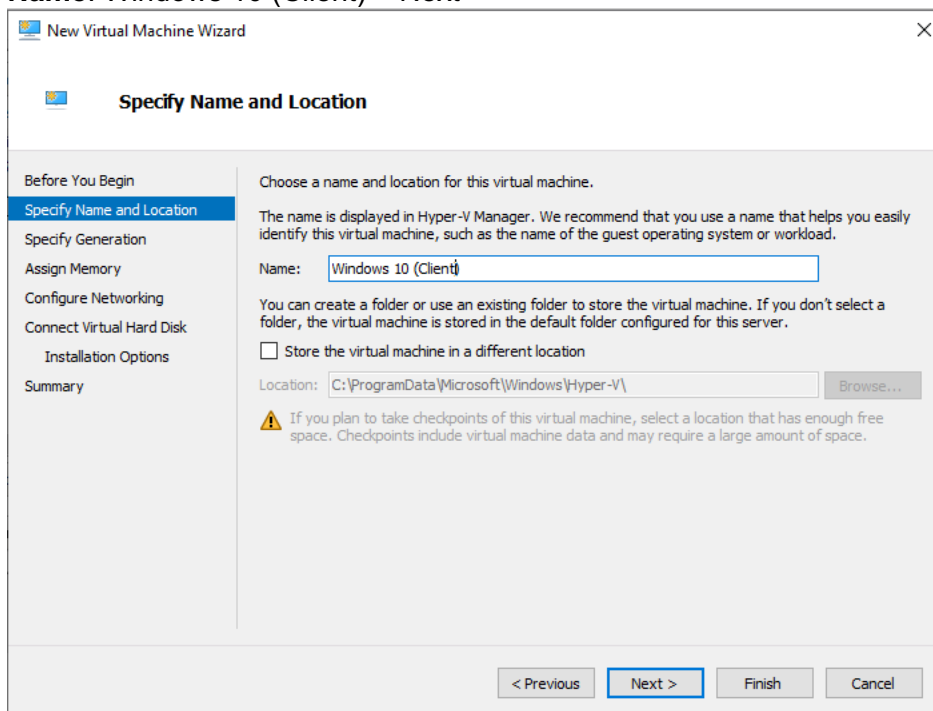 New Virtual Machine Wizard
Specify Name and Location
Before You Begin
Specify Name and Location
Specify Generation
Assign Memory
Configure Networking
Connect Virtual Hard Disk
Installation Options
Summary
Choose a name and location for this virtual machine.
The name is displayed in Hyper-V Manager. We recommend that you use a name that helps you easily
identify this virtual machine, such as the name of the guest operating system or workload.
Name: Windows 10 (Client)
You can create a folder or use an existing folder to store the virtual machine. If you don't select a
folder, the virtual machine is stored in the default folder configured for this server.
Store the virtual machine in a different location
Location: C:\ProgramData\Microsoft\Windows\Hyper-V\ Browse...
If you plan to take checkpoints of this virtual machine, select a location that has enough free
space. Checkpoints include virtual machine data and may require a large amount of space.
< Previous Next > Finish Cancel